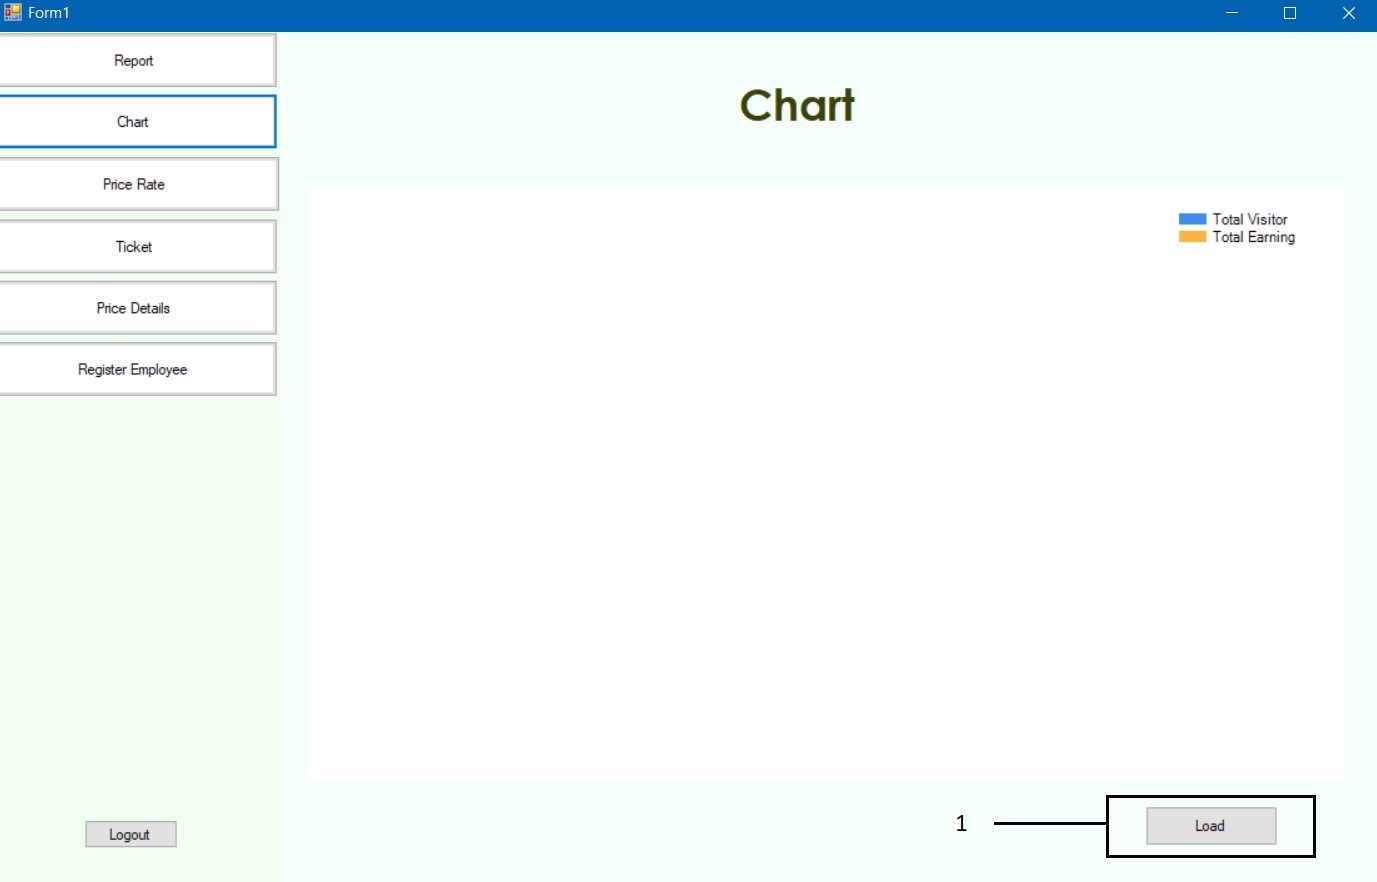 Form1
Report
Chart
Price Rate
Ticket
Price Details
Register Employee
Logout
Chart
Total Visitor
Total Earning
1
Load